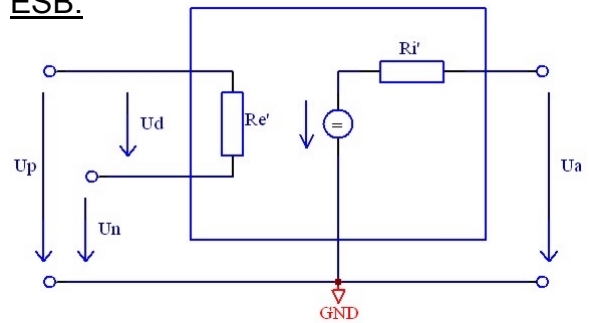 ESB:
Ri'
Ud
Re'
=
Up
Ua
Un
GND